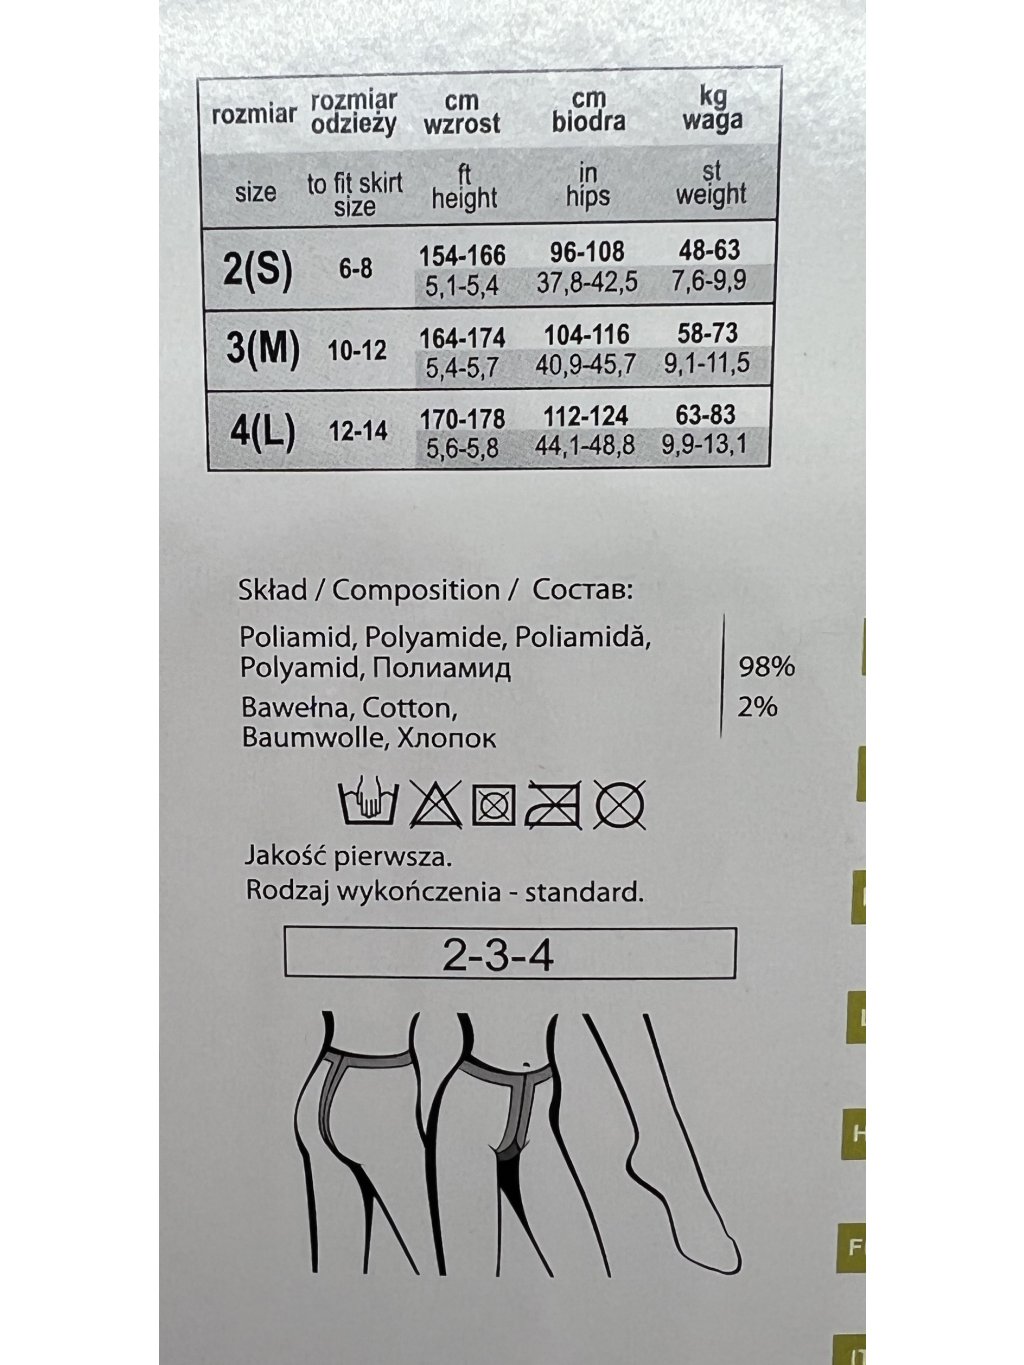 rozmiar rozmiar odzieży cm wzrost cm biodra kg waga
size to fit skirt size ft height in hips st weight
2(S) 6-8 154-166 96-108 48-63
5,1-5,4 37,8-42,5 7,6-9,9
3(M) 10-12 164-174 104-116 58-73
5,4-5,7 40,9-45,7 9,1-11,5
4(L) 12-14 170-178 112-124 63-83
5,6-5,8 44,1-48,8 9,9-13,1
Skład / Composition / Состав:
Poliamid, Polyamide, Poliamidă,
Polyamid, Полиамид 98%
Bawełna, Cotton, 2%
Baumwolle, Хлопок
Jakość pierwsza.
Rodzaj wykończenia - standard.
2-3-4
H